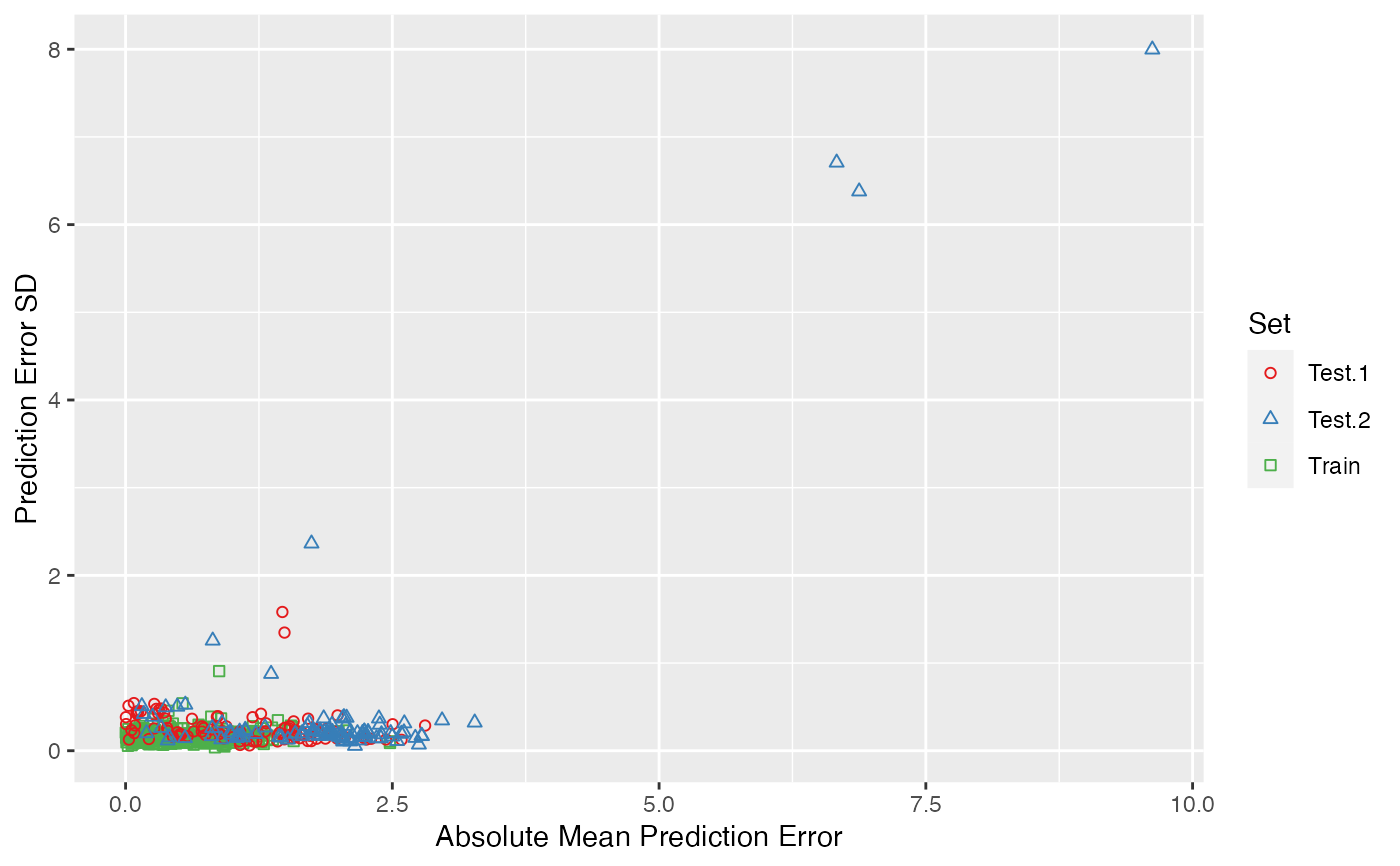 8
6
4
2
0
Prediction Error SD
0.0 2.5 5.0 7.5 10.0
Absolute Mean Prediction Error
Set
Test.1
Test.2
Train